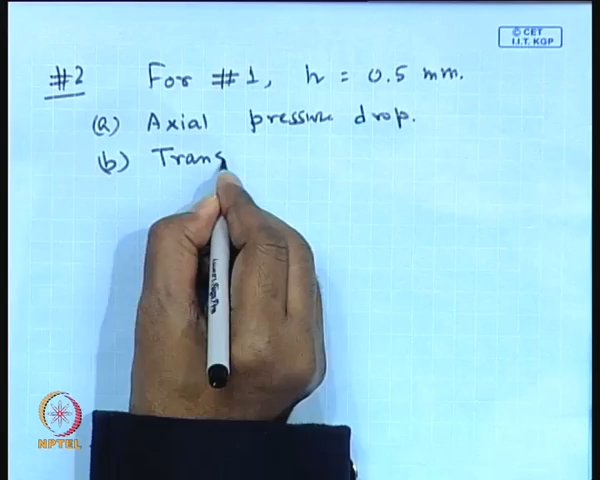 © CET
I.I.T. KGP
#2 For #1, h = 0.5 mm.
(a) Axial pressure drop.
(b) Trans
NPTEL